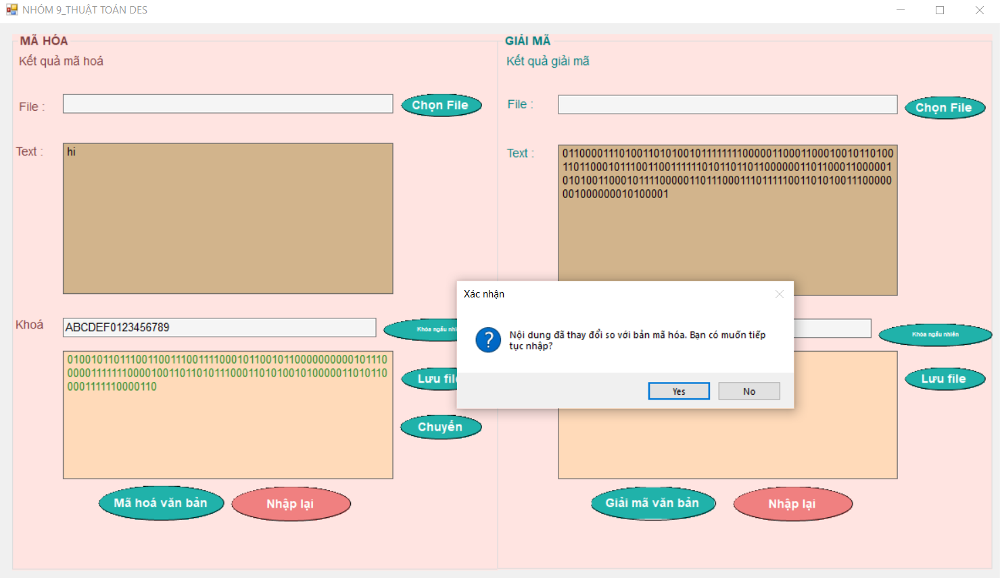 NHÓM 9_THUẬT TOÁN DES
MÃ HÓA
Kết quả mã hoá
File :
Chọn File
Text :
hi
Khoá
ABCDEF0123456789
Khóa ngẫu nhi
01001011011100110011100111100010110010110000000000101110
00001111111000010011011010111000110101001010000011010110
0001111110000110
Lưu file
Chuyển
Mã hoá văn bản
Nhập lại
GIẢI MÃ
Kết quả giải mã
File :
Chọn File
Text :
0110000111010011010100101111111100000110001100010010110100
1101100010111001100111111010110110110000001101100011000001
0101001100010111100000110111000111011111001101010011100000
001000000010100001
Khóa ngẫu nhiên
Lưu file
Giải mã văn bản
Nhập lại
Xác nhận
Nội dung đã thay đổi so với bản mã hóa. Bạn có muốn tiếp
tục nhập?
Yes
No